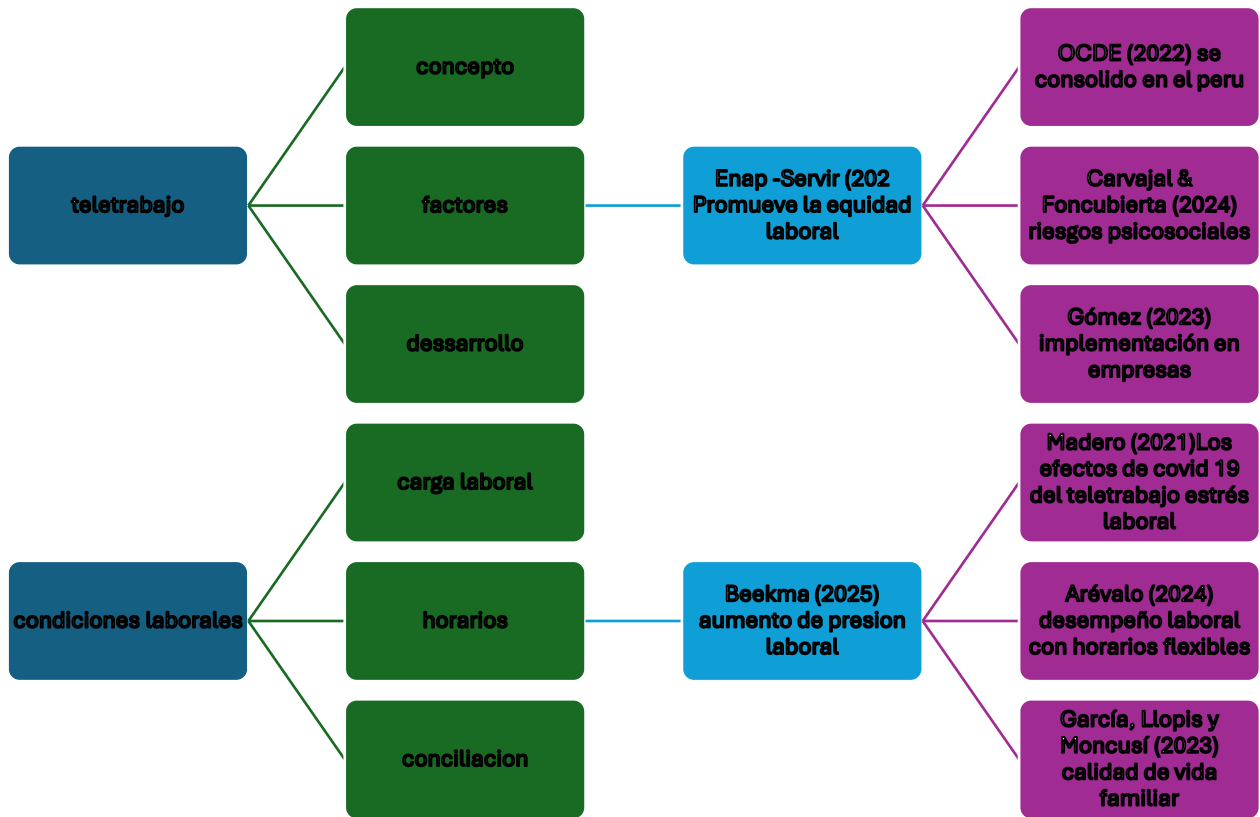 teletrabajo
concepto
factores
dessarrollo
Enap -Servir (202
Promueve la equidad
laboral
OCDE (2022) se
consolido en el peru
Carvajal &
Foncubierta (2024)
riesgos psicosociales
Gómez (2023)
implementación en
empresas
condiciones laborales
carga laboral
horarios
conciliacion
Beekma (2025)
aumento de presion
laboral
Madero (2021)Los
efectos de covid 19
del teletrabajo estrés
laboral
Arévalo (2024)
desempeño laboral
con horarios flexibles
García, Llopis y
Moncusí (2023)
calidad de vida
familiar